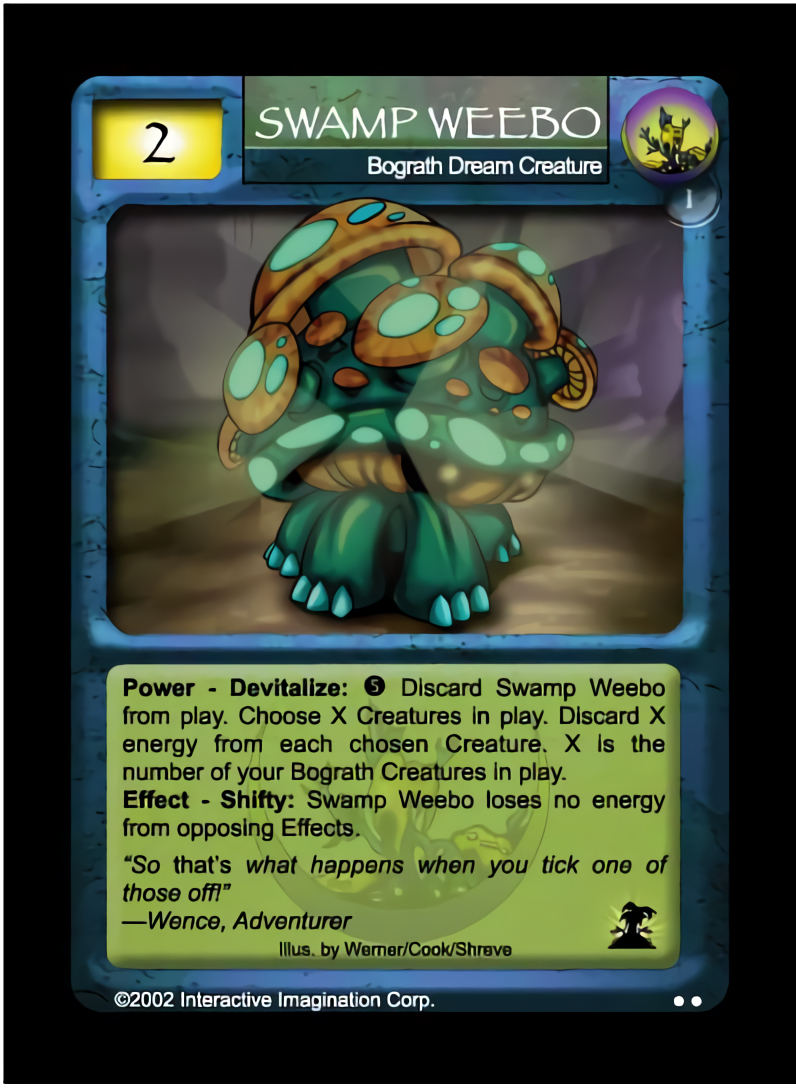 2
SWAMP WEEBO
Bograth Dream Creature
1
Power - Devitalize: S Discard Swamp Weebo
from play. Choose X Creatures in play. Discard X
energy from each chosen Creature. X is the
number of your Bograth Creatures in play.
Effect - Shifty: Swamp Weebo loses no energy
from opposing Effects.
"So that's what happens when you tick one of
those off!"
—Wence, Adventurer
Illus. by Werner/Cook/Shreve
©2002 Interactive Imagination Corp.